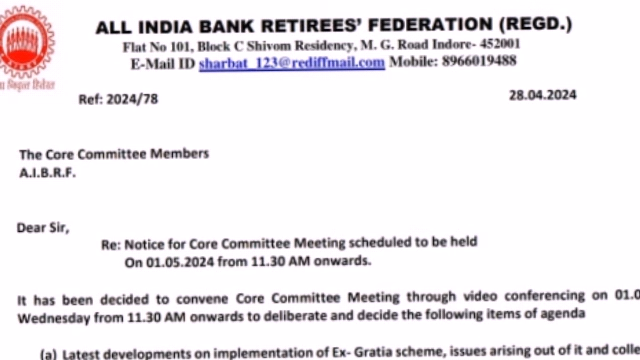 ALL INDIA BANK RETIREES' FEDERATION (REGD.)
Flat No 101, Block C Shivom Residency, M. G. Road Indore- 452001
E-Mail ID sharbat_123@rediffmail.com Mobile: 8966019488
Ref: 2024/78 28.04.2024
The Core Committee Members
A.I.B.R.F.
Dear Sir,
Re: Notice for Core Committee Meeting scheduled to be held
On 01.05.2024 from 11.30 AM onwards.
It has been decided to convene Core Committee Meeting through video conferencing on 01.0
Wednesday from 11.30 AM onwards to deliberate and decide the following items of agenda
(a) Latest developments on implementation of Ex- Gratia scheme, issues arising out of it and